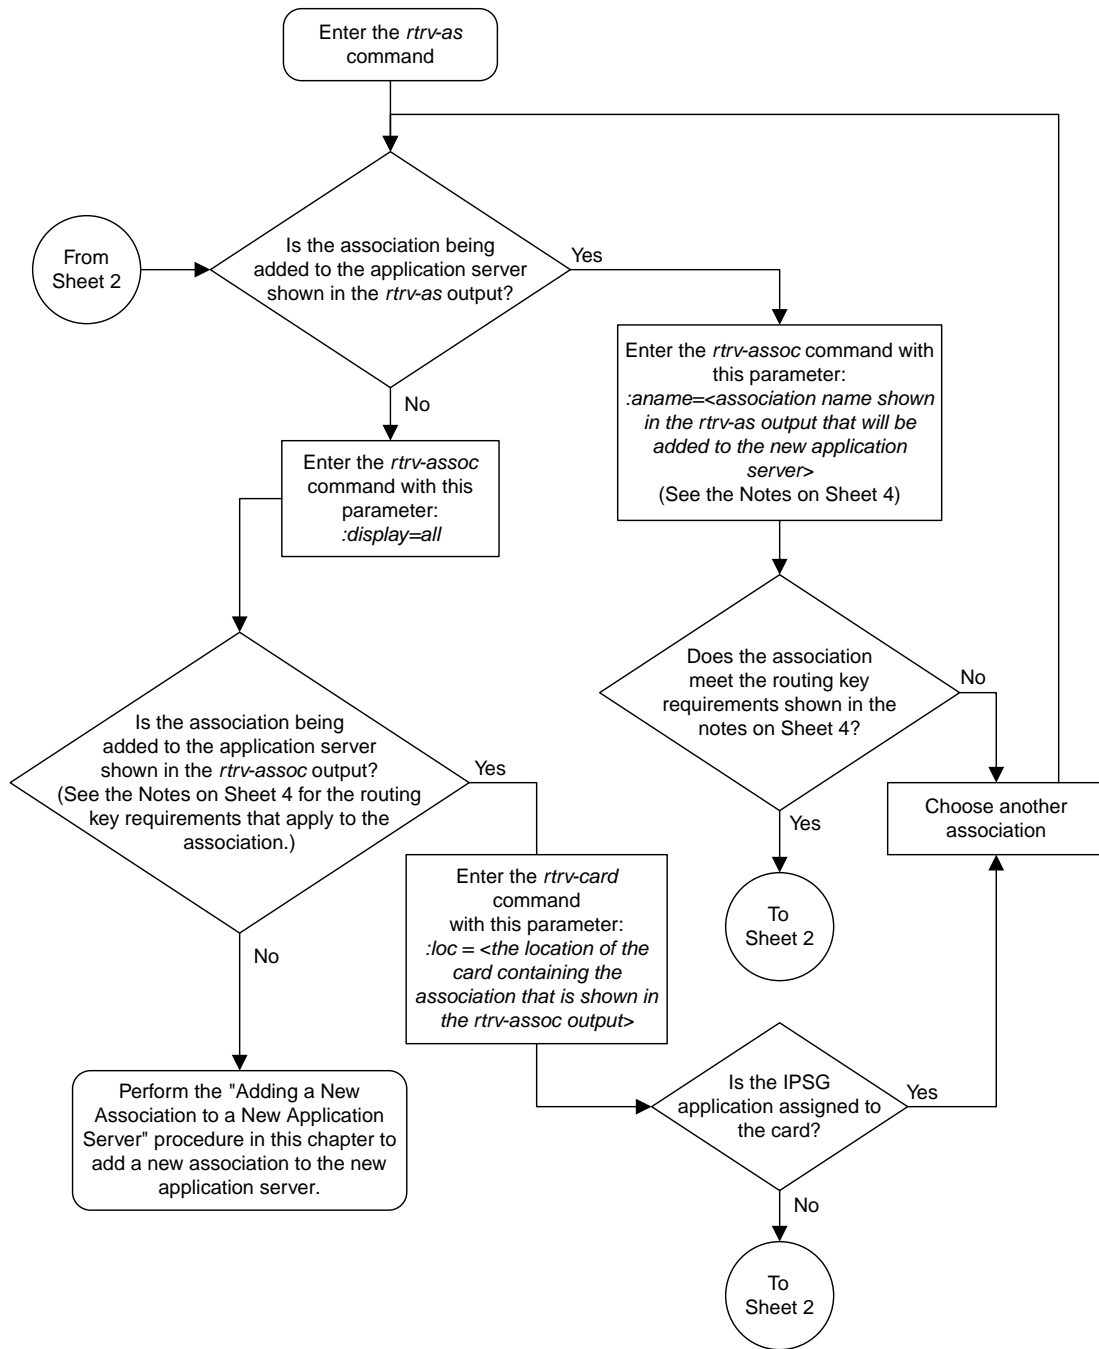 Enter the rtrv-as
command
From
Sheet 2
Is the association being
added to the application server
shown in the rtrv-as output?
Yes
No
Enter the rtrv-assoc command with
this parameter:
:aname=<association name shown
in the rtrv-as output that will be
added to the new application
server>
(See the Notes on Sheet 4)
Enter the rtrv-assoc
command with this
parameter:
:display=all
Does the association
meet the routing key
requirements shown in the
notes on Sheet 4?
No
Yes
Choose another
association
To
Sheet 2
Is the association being
added to the application server
shown in the rtrv-assoc output?
(See the Notes on Sheet 4 for the routing
key requirements that apply to the
association.)
Yes
No
Enter the rtrv-card
command
with this parameter:
:loc = <the location of the
card containing the
association that is shown in
the rtrv-assoc output>
Perform the "Adding a New
Association to a New Application
Server" procedure in this chapter to
add a new association to the new
application server.
Is the IPSG
application assigned to
the card?
Yes
No
To
Sheet 2